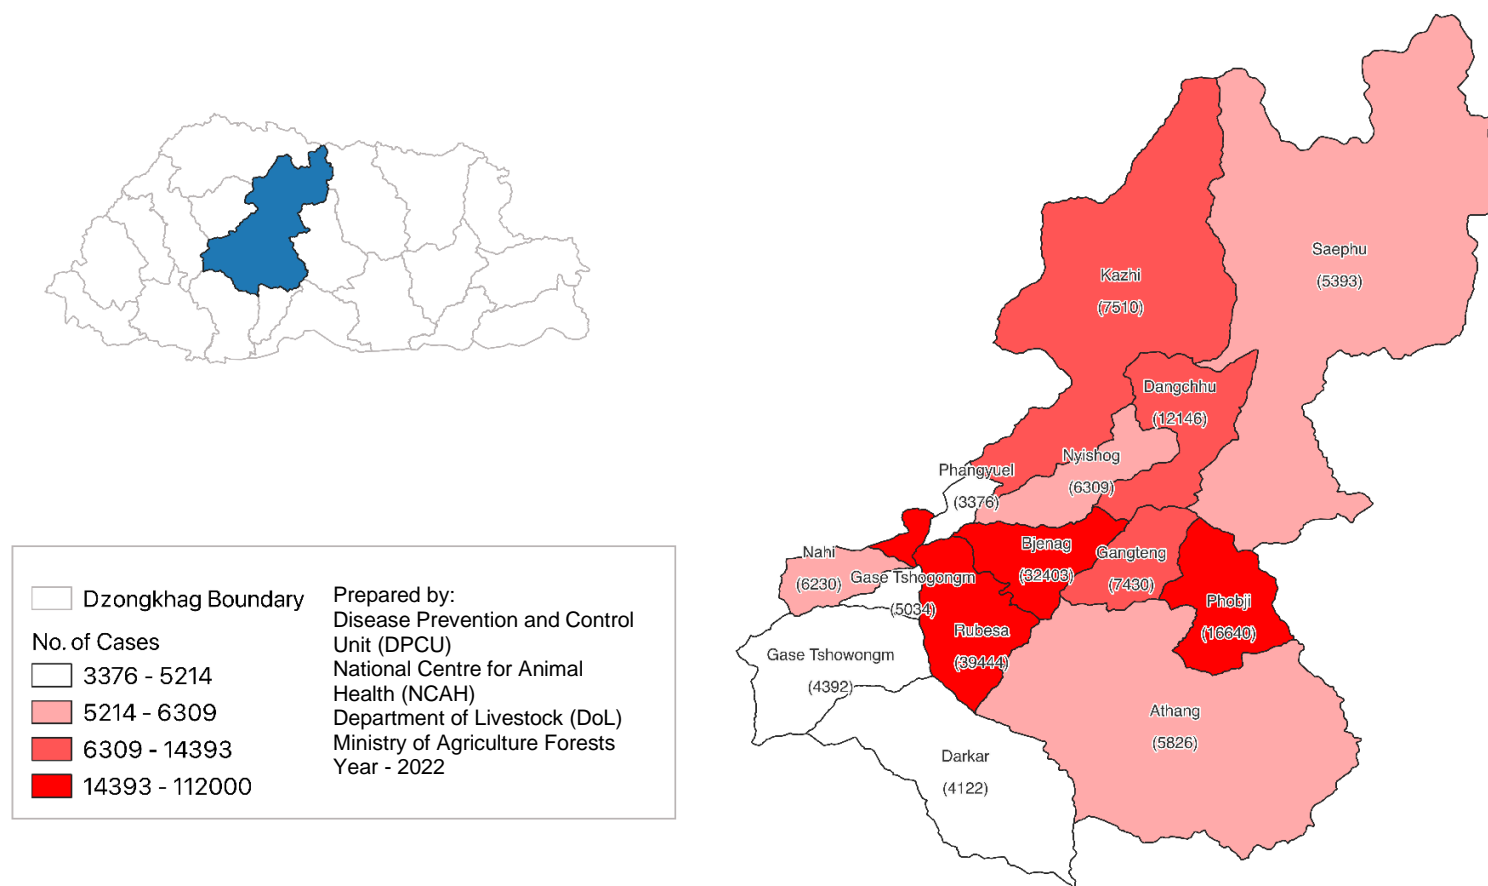 Saephu
(5393)
Kazhi
(7510)
Dangchhu
(12146)
Nyishog
(6309)
Phangyuel
(3376)
Bjenag
(32403)
Gangteng
(7430)
Nahi
(6230)
Gase Tshogongm
(5034)
Phobji
(16640)
Rubesa
(39444)
Gase Tshowongm
(4392)
Athang
(5826)
Darkar
(4122)
Dzongkhag Boundary
No. of Cases
3376 - 5214
5214 - 6309
6309 - 14393
14393 - 112000
Prepared by:
Disease Prevention and Control
Unit (DPCU)
National Centre for Animal
Health (NCAH)
Department of Livestock (DoL)
Ministry of Agriculture Forests
Year - 2022